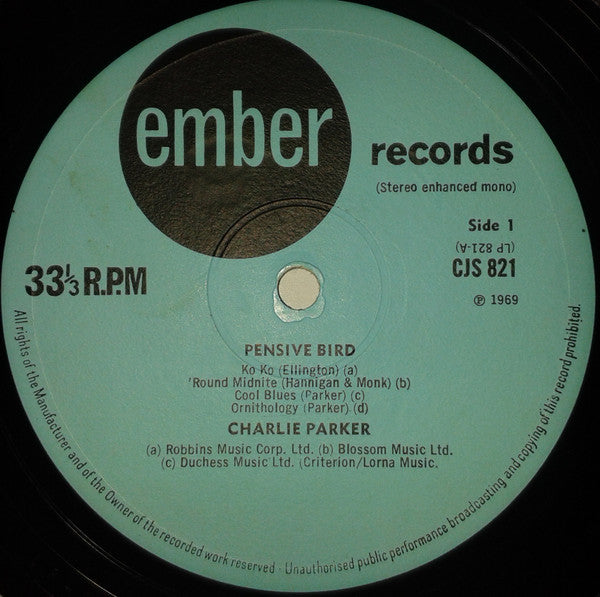 ember
records
(Stereo enhanced mono)
Side 1
(LP 821-A)
CJS 821
33⅓ R.P.M
℗ 1969
PENSIVE BIRD
Ko Ko (Ellington) (a)
'Round Midnite (Hannigan & Monk) (b)
Cool Blues (Parker) (c)
Ornithology (Parker) (d)
CHARLIE PARKER
(a) Robbins Music Corp. Ltd. (b) Blossom Music Ltd.
(c) Duchess Music Ltd. (Criterion/Lorna Music.
All rights of the Manufacturer and of the Owner of the recorded work reserved - Unauthorised public performance broadcasting and copying of this record prohibited.